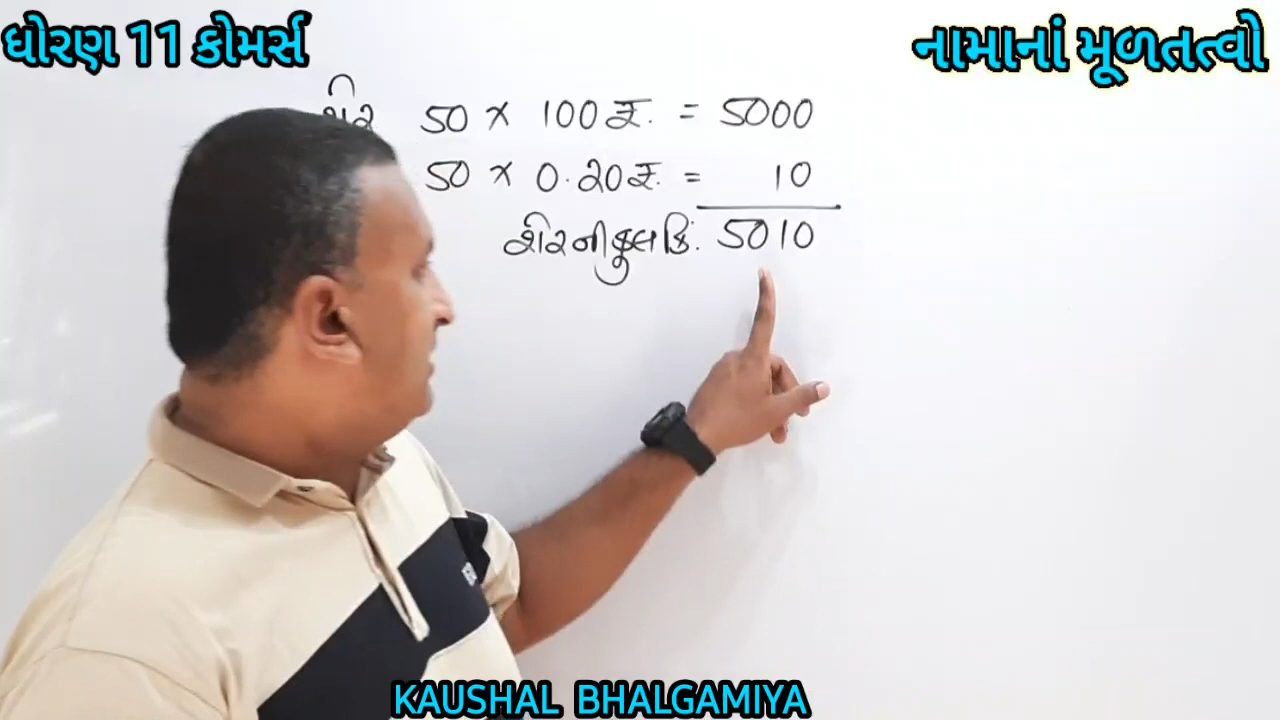 ધોરણ 11 કોમર્સ
નામાનાં મૂળતત્વો
શેર 50 × 100 રૂ. = 5000
50 × 0.20 રૂ. = 10
શેરની કુલ કિં. 5010
KAUSHAL BHALGAMIYA